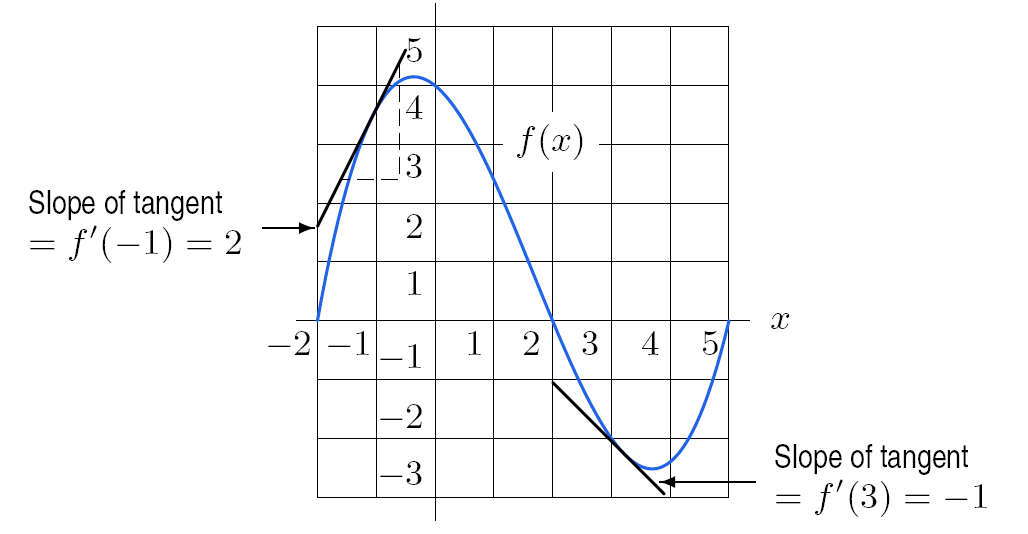 5
4
f(x)
3
Slope of tangent
= f′(−1) = 2
2
1
x
−2 −1 1 2 3 4 5
−1
−2
−3
Slope of tangent
= f′(3) = −1